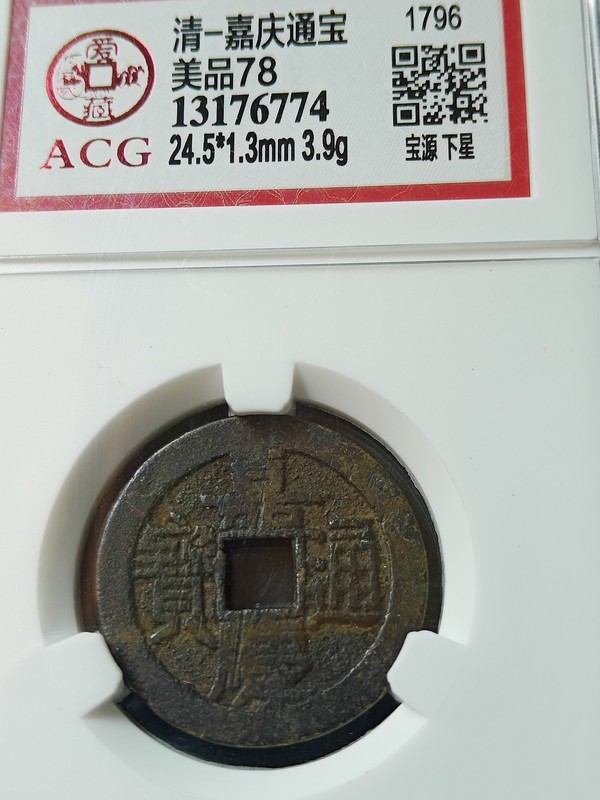 清-嘉庆通宝
1796
美品78
爱藏
13176774
ACG
24.5*1.3mm 3.9g
宝源 下星
嘉
通
寳
慶